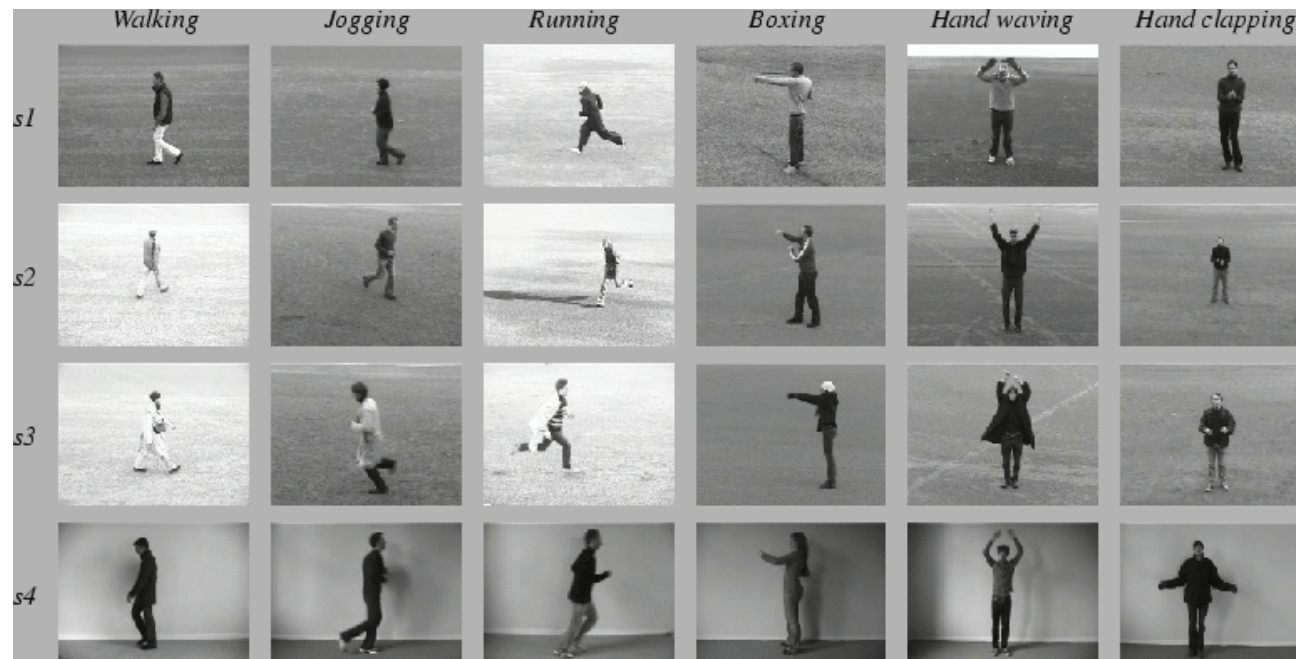 Walking Jogging Running Boxing Hand waving Hand clapping
s1
s2
s3
s4